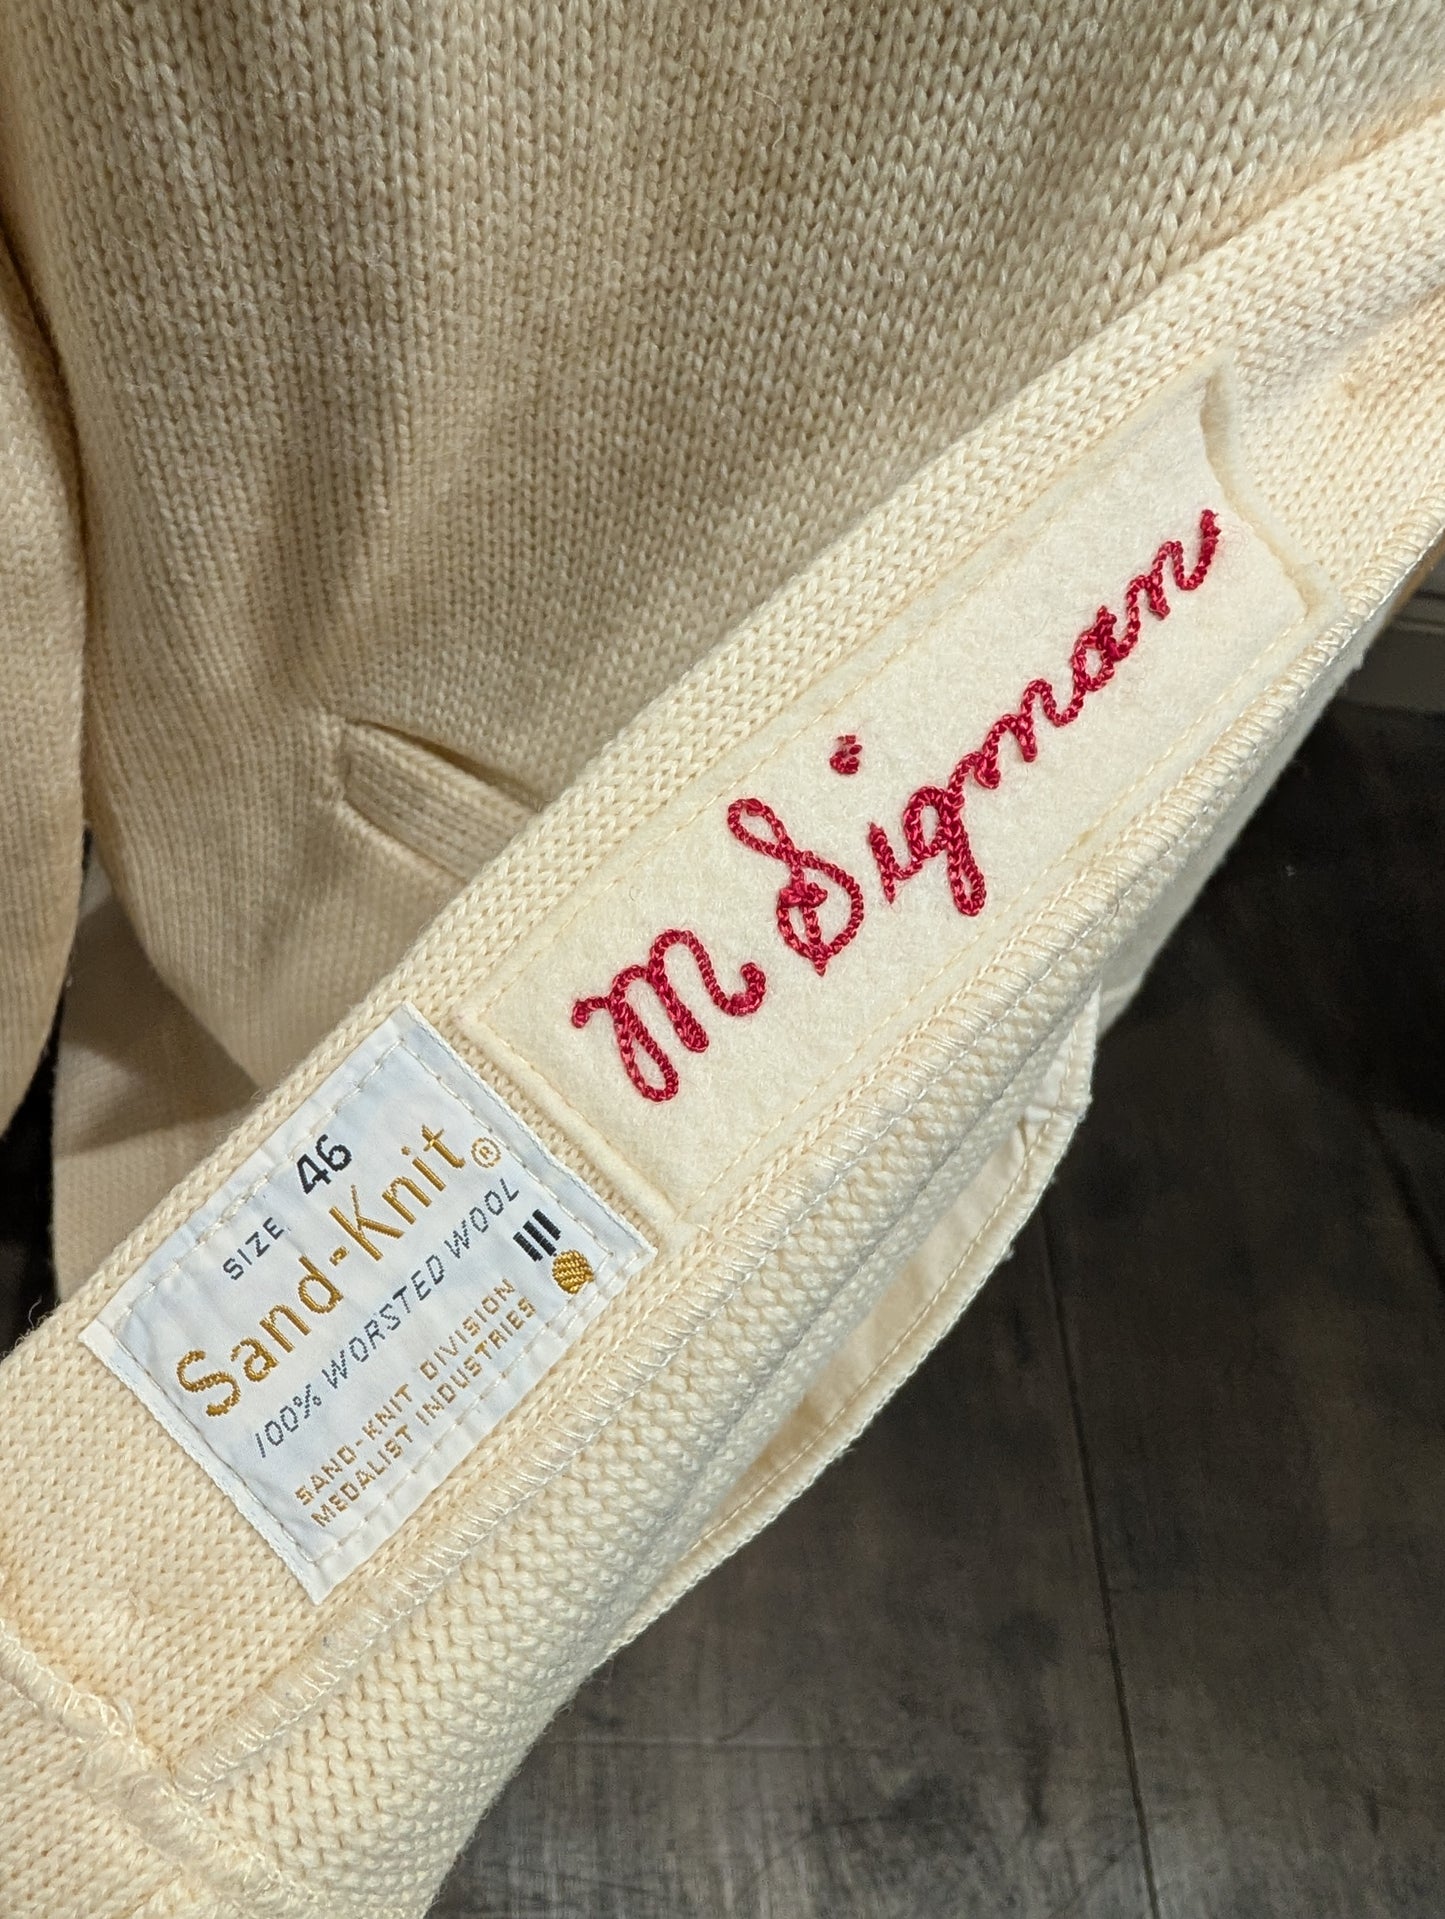 M Sigman
SIZE 46
Sand-Knit®
100% WORSTED WOOL
SAND-KNIT DIVISION
MEDALIST INDUSTRIES